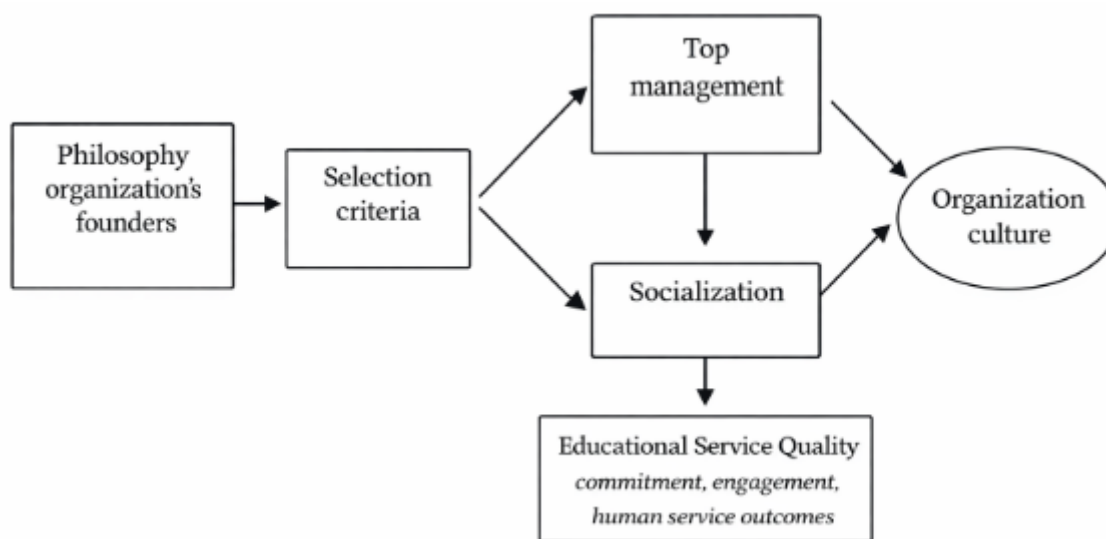 Philosophy
organization's
founders
Selection
criteria
Top
management
Socialization
Organization
culture
Educational Service Quality
commitment, engagement,
human service outcomes